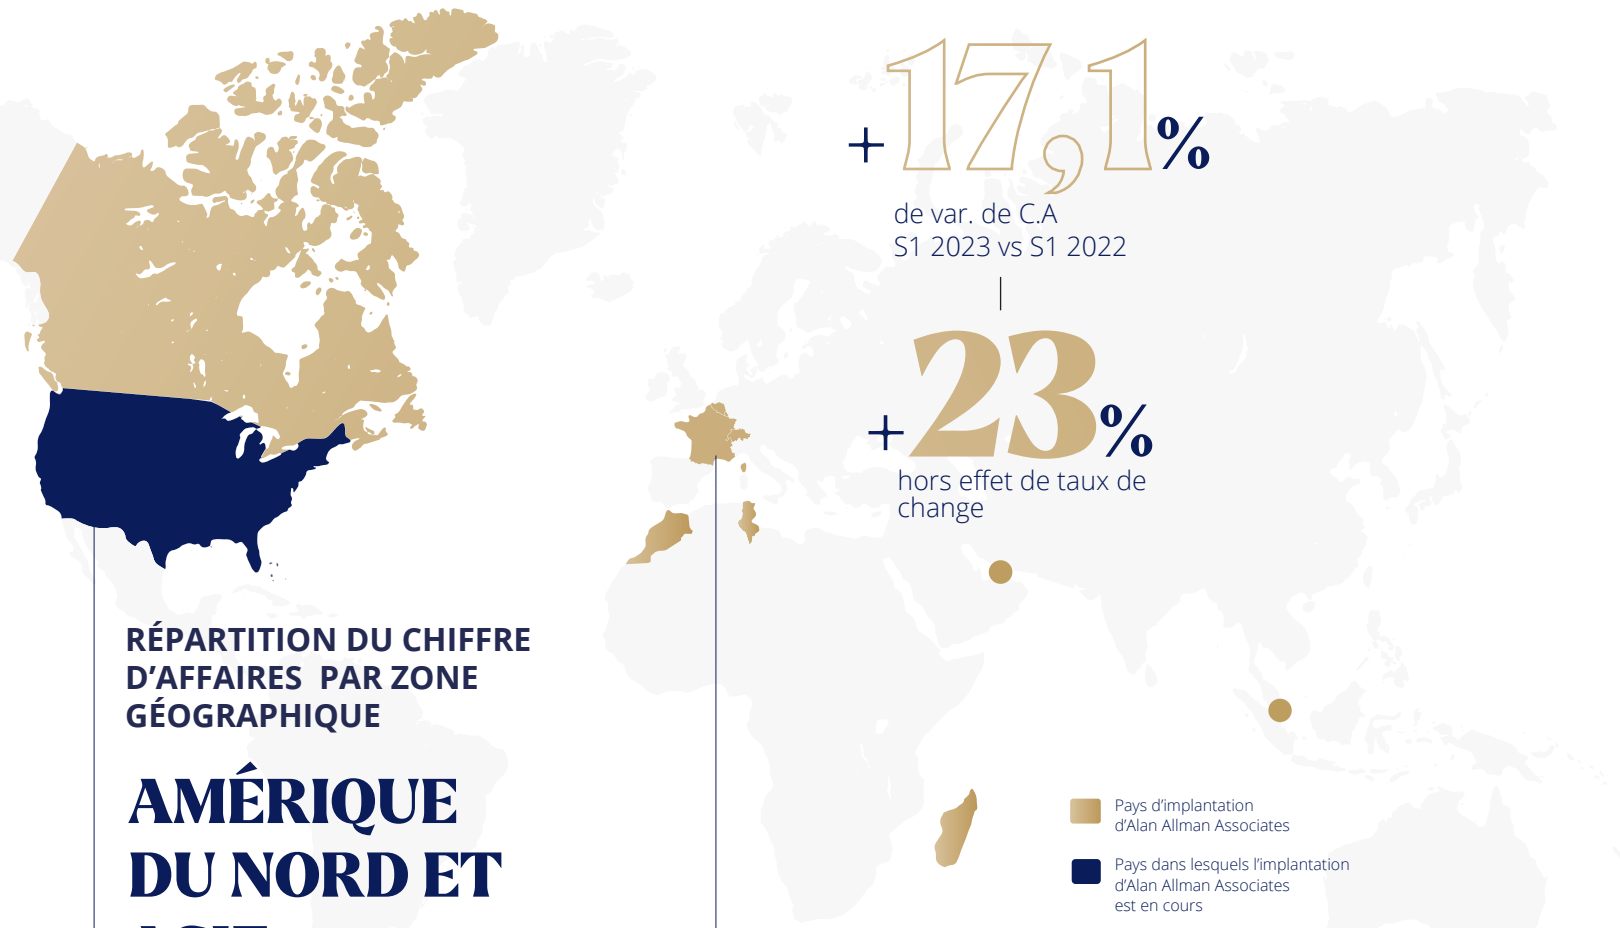 +17,1%
de var. de C.A
S1 2023 vs S1 2022
+23%
hors effet de taux de
change
RÉPARTITION DU CHIFFRE
D’AFFAIRES  PAR ZONE
GÉOGRAPHIQUE
AMÉRIQUE
DU NORD ET
Pays d’implantation
d’Alan Allman Associates
Pays dans lesquels l’implantation
d’Alan Allman Associates
est en cours